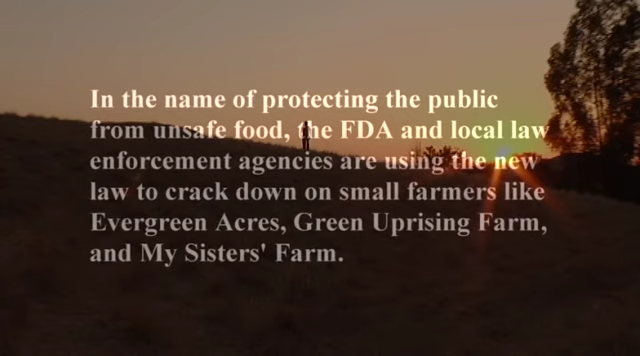 In the name of protecting the public
from unsafe food, the FDA and local law
enforcement agencies are using the new
law to crack down on small farmers like
Evergreen Acres, Green Uprising Farm,
and My Sisters' Farm.